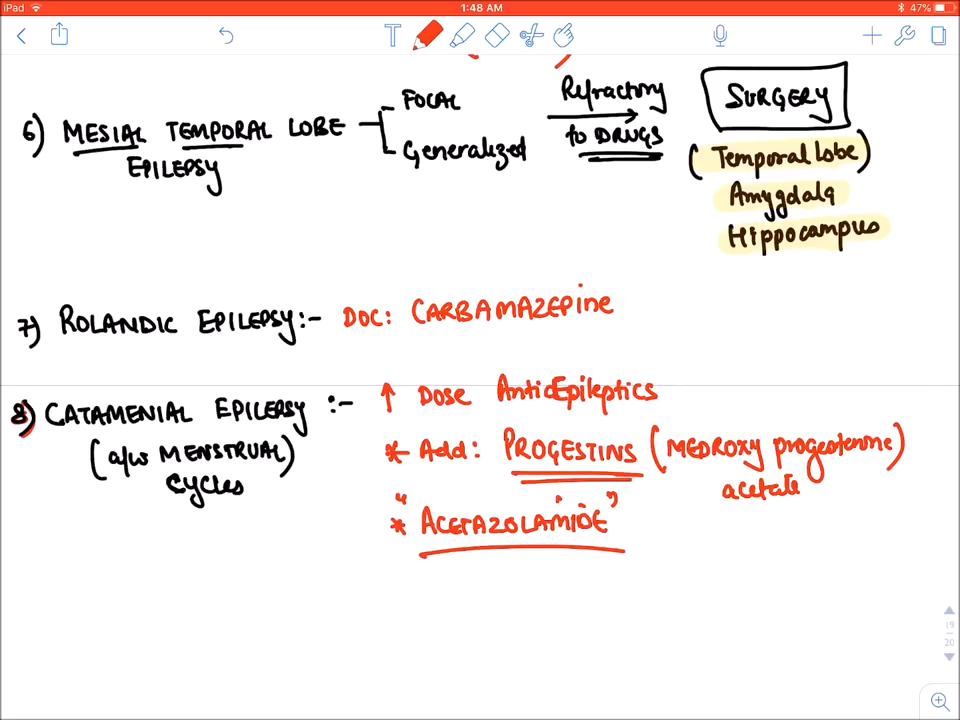 iPad 1:48 AM 47%
T
6) MESIAL TEMPORAL LOBE EPILEPSY
FOCAL
Generalized
Refractory
to DRUGS
SURGERY
(Temporal lobe)
Amygdala
Hippocampus
7) ROLANDIC EPILEPSY:- DOC: CARBAMAZEPINE
8) CATAMENIAL EPILEPSY :- ↑ Dose AntiEpileptics
(a/w MENSTRUAL)
Cycles
* Add: PROGESTINS (MEDROXY progesterone)
acetate
* "ACETAZOLAMIDE"
19
20